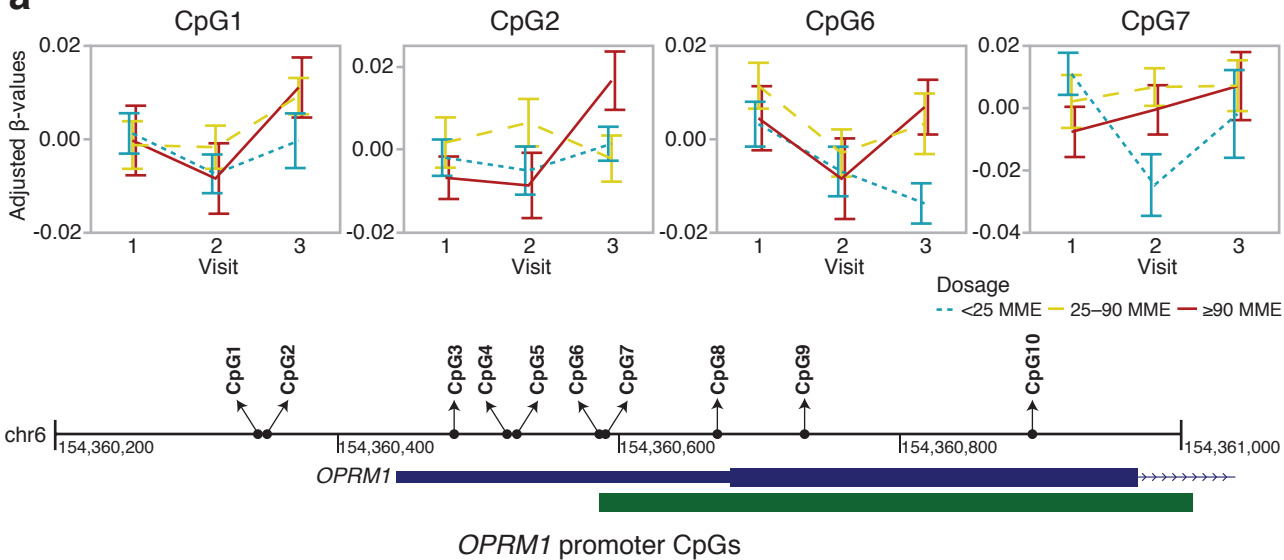 a
CpG1 CpG2 CpG6 CpG7
Adjusted β-values
0.02 0.00 -0.02
0.02 0.00 -0.02
0.02 0.00 -0.02
0.02 0.00 -0.02 -0.04
1 2 3 1 2 3 1 2 3 1 2 3
Visit Visit Visit Visit
Dosage
<25 MME 25–90 MME ≥90 MME
CpG1 CpG2 CpG3 CpG4 CpG5 CpG6 CpG7 CpG8 CpG9 CpG10
chr6
154,360,200 154,360,400 154,360,600 154,360,800 154,361,000
OPRM1
OPRM1 promoter CpGs